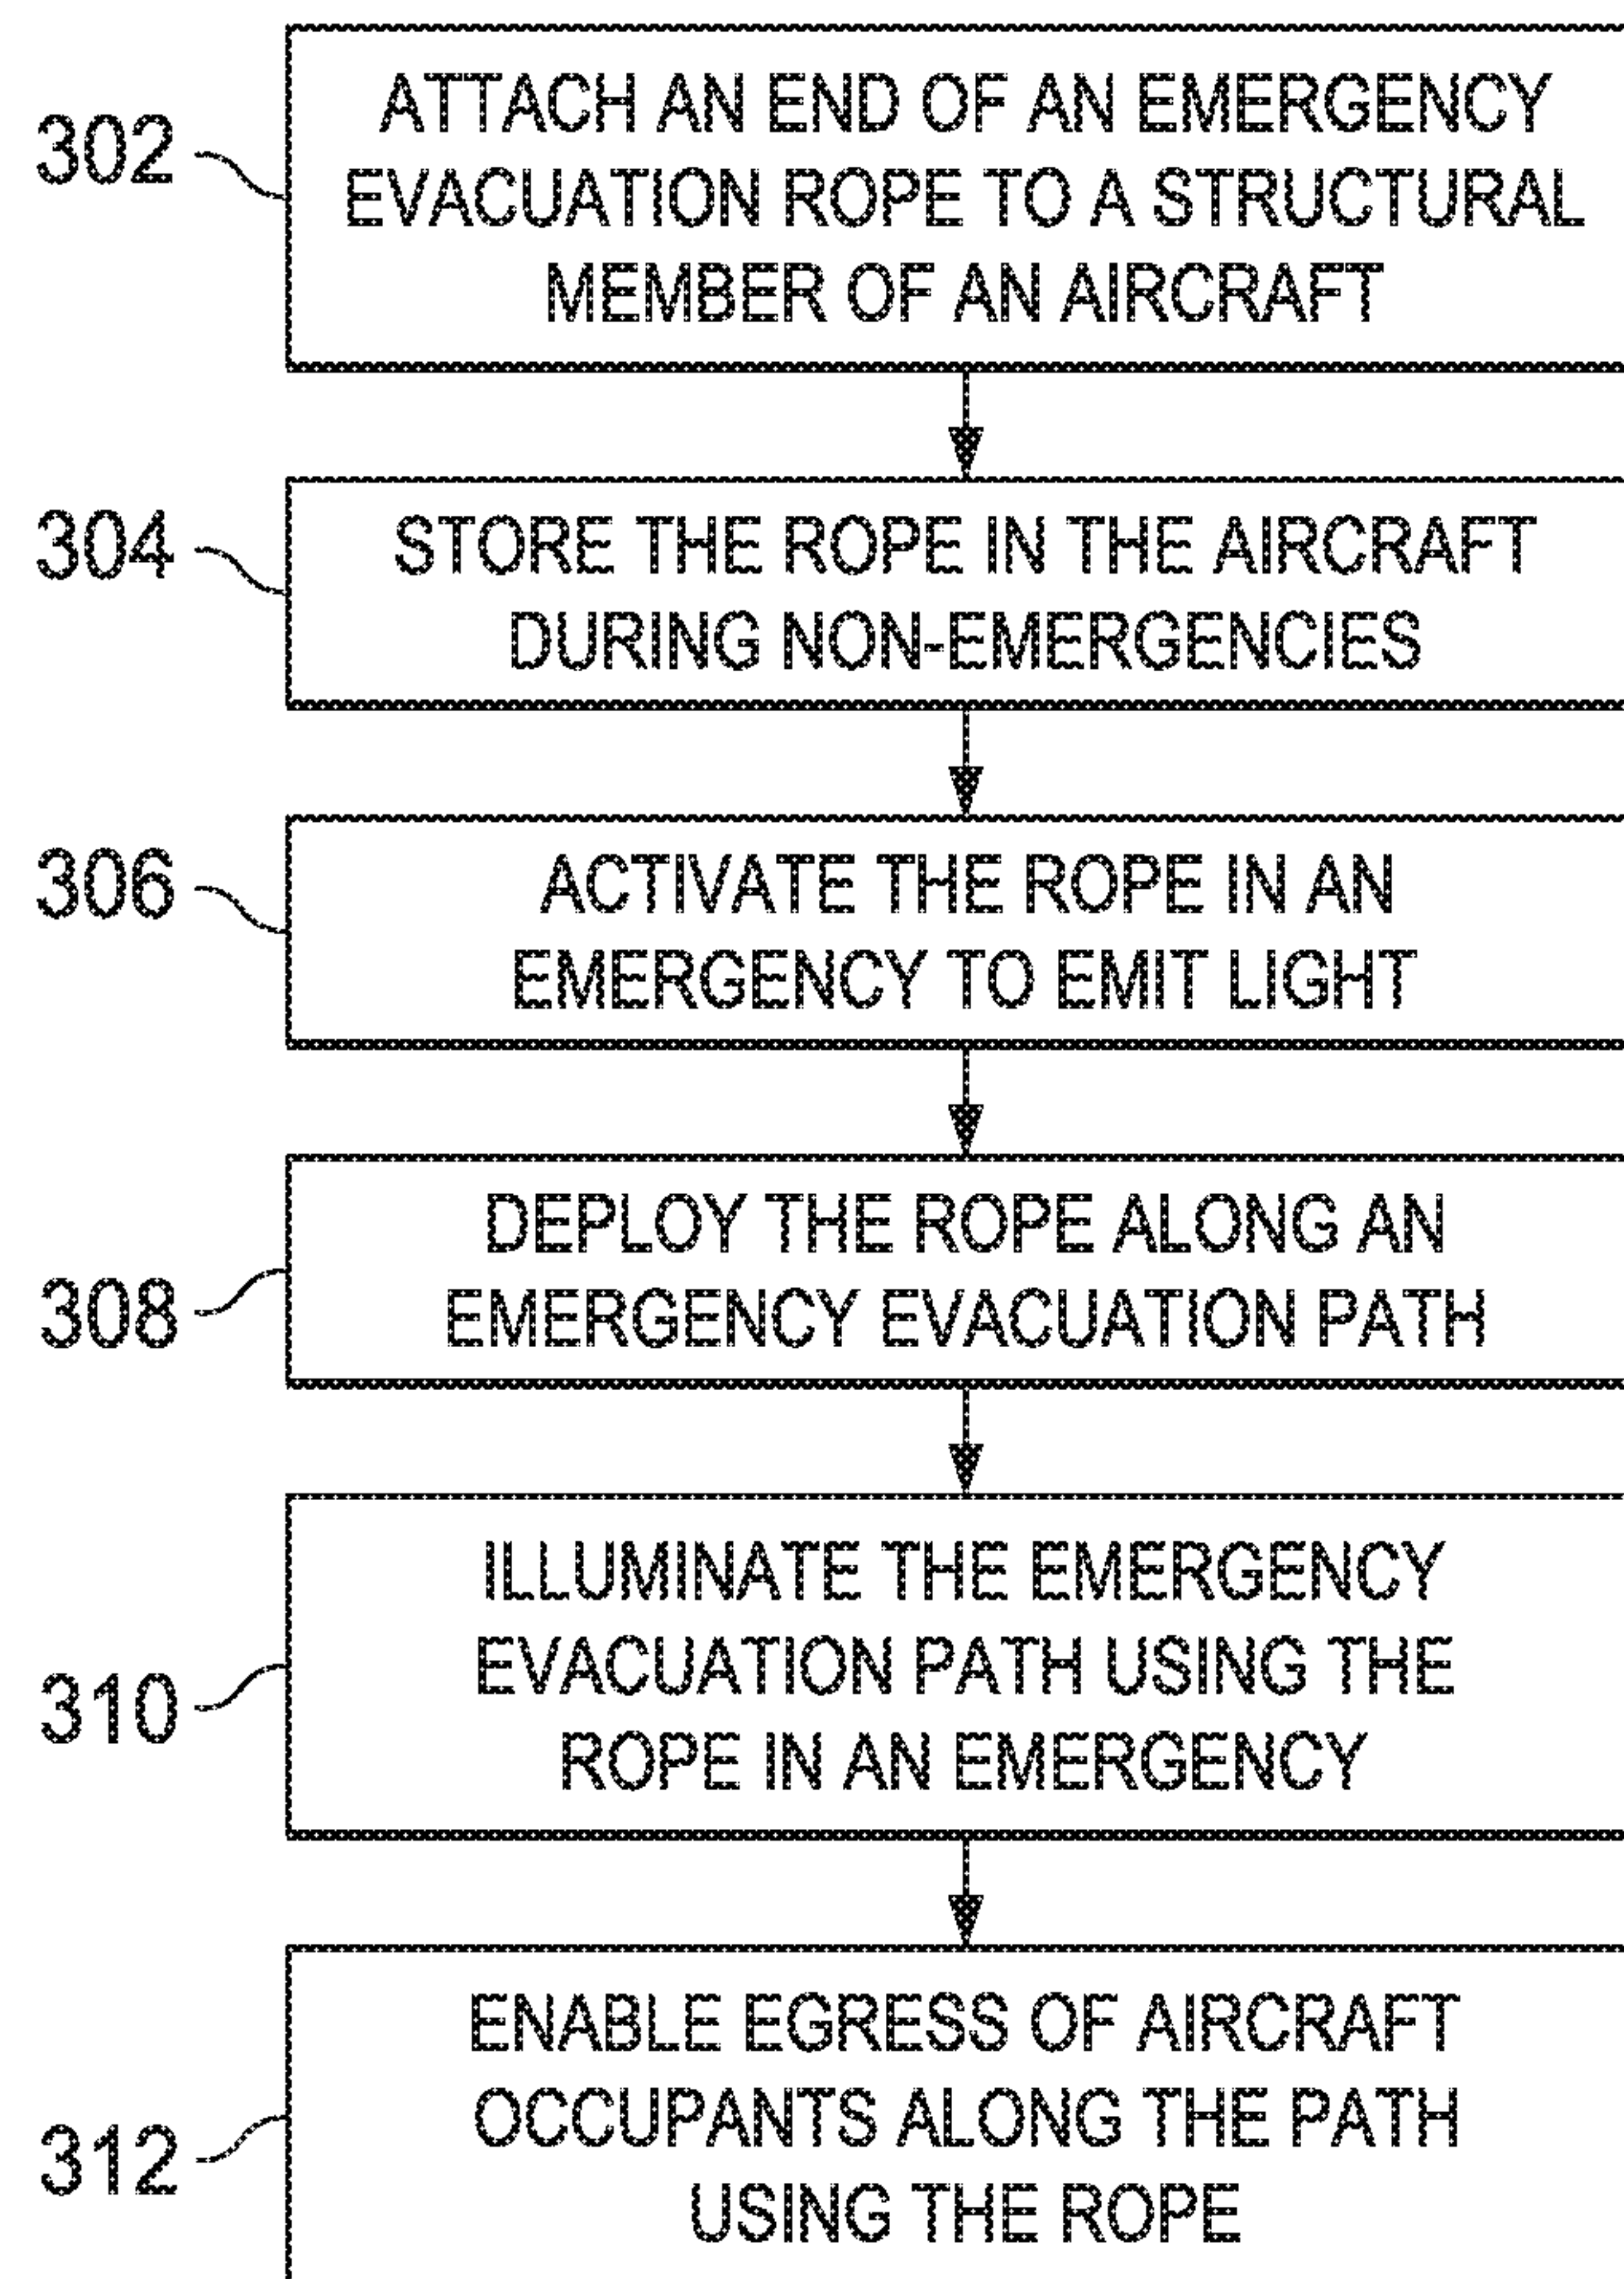 302
ATTACH AN END OF AN EMERGENCY
EVACUATION ROPE TO A STRUCTURAL
MEMBER OF AN AIRCRAFT
304
STORE THE ROPE IN THE AIRCRAFT
DURING NON-EMERGENCIES
306
ACTIVATE THE ROPE IN AN
EMERGENCY TO EMIT LIGHT
308
DEPLOY THE ROPE ALONG AN
EMERGENCY EVACUATION PATH
310
ILLUMINATE THE EMERGENCY
EVACUATION PATH USING THE
ROPE IN AN EMERGENCY
312
ENABLE EGRESS OF AIRCRAFT
OCCUPANTS ALONG THE PATH
USING THE ROPE